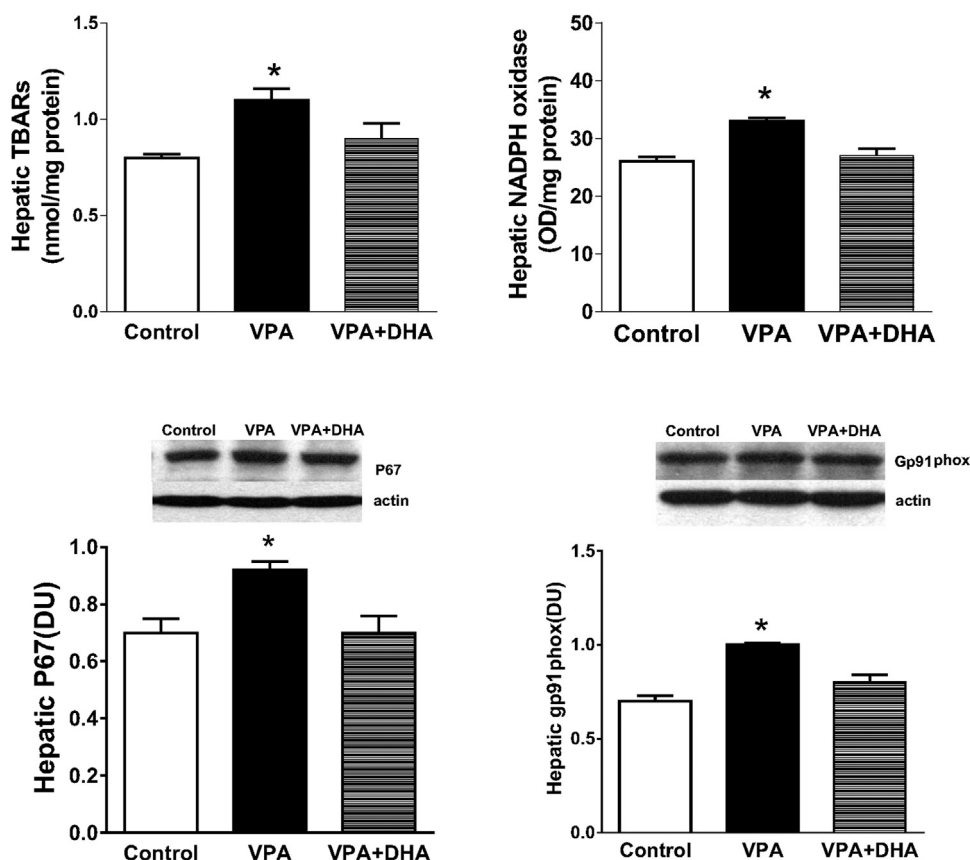 Hepatic TBARs
(nmol/mg protein)
1.5
1.0
0.5
0.0
*
Control VPA VPA+DHA
Hepatic NADPH oxidase
(OD/mg protein)
50
40
30
20
10
0
*
Control VPA VPA+DHA
Control VPA VPA+DHA
P67
actin
Hepatic P67(DU)
1.0
0.8
0.6
0.4
0.2
0.0
*
Control VPA VPA+DHA
Control VPA VPA+DHA
Gp91phox
actin
Hepatic gp91phox(DU)
1.5
1.0
0.5
0.0
*
Control VPA VPA+DHA